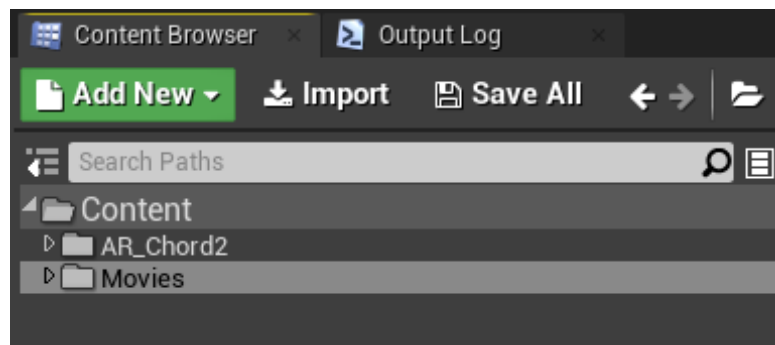 Content Browser Output Log
Add New Import Save All
Search Paths
Content
AR_Chord2
Movies